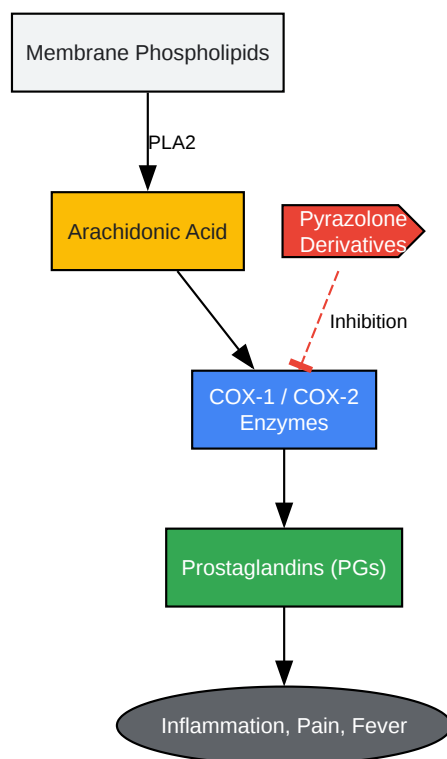 Membrane Phospholipids
PLA2
Arachidonic Acid
Pyrazolone
Derivatives
Inhibition
COX-1 / COX-2
Enzymes
Prostaglandins (PGs)
Inflammation, Pain, Fever